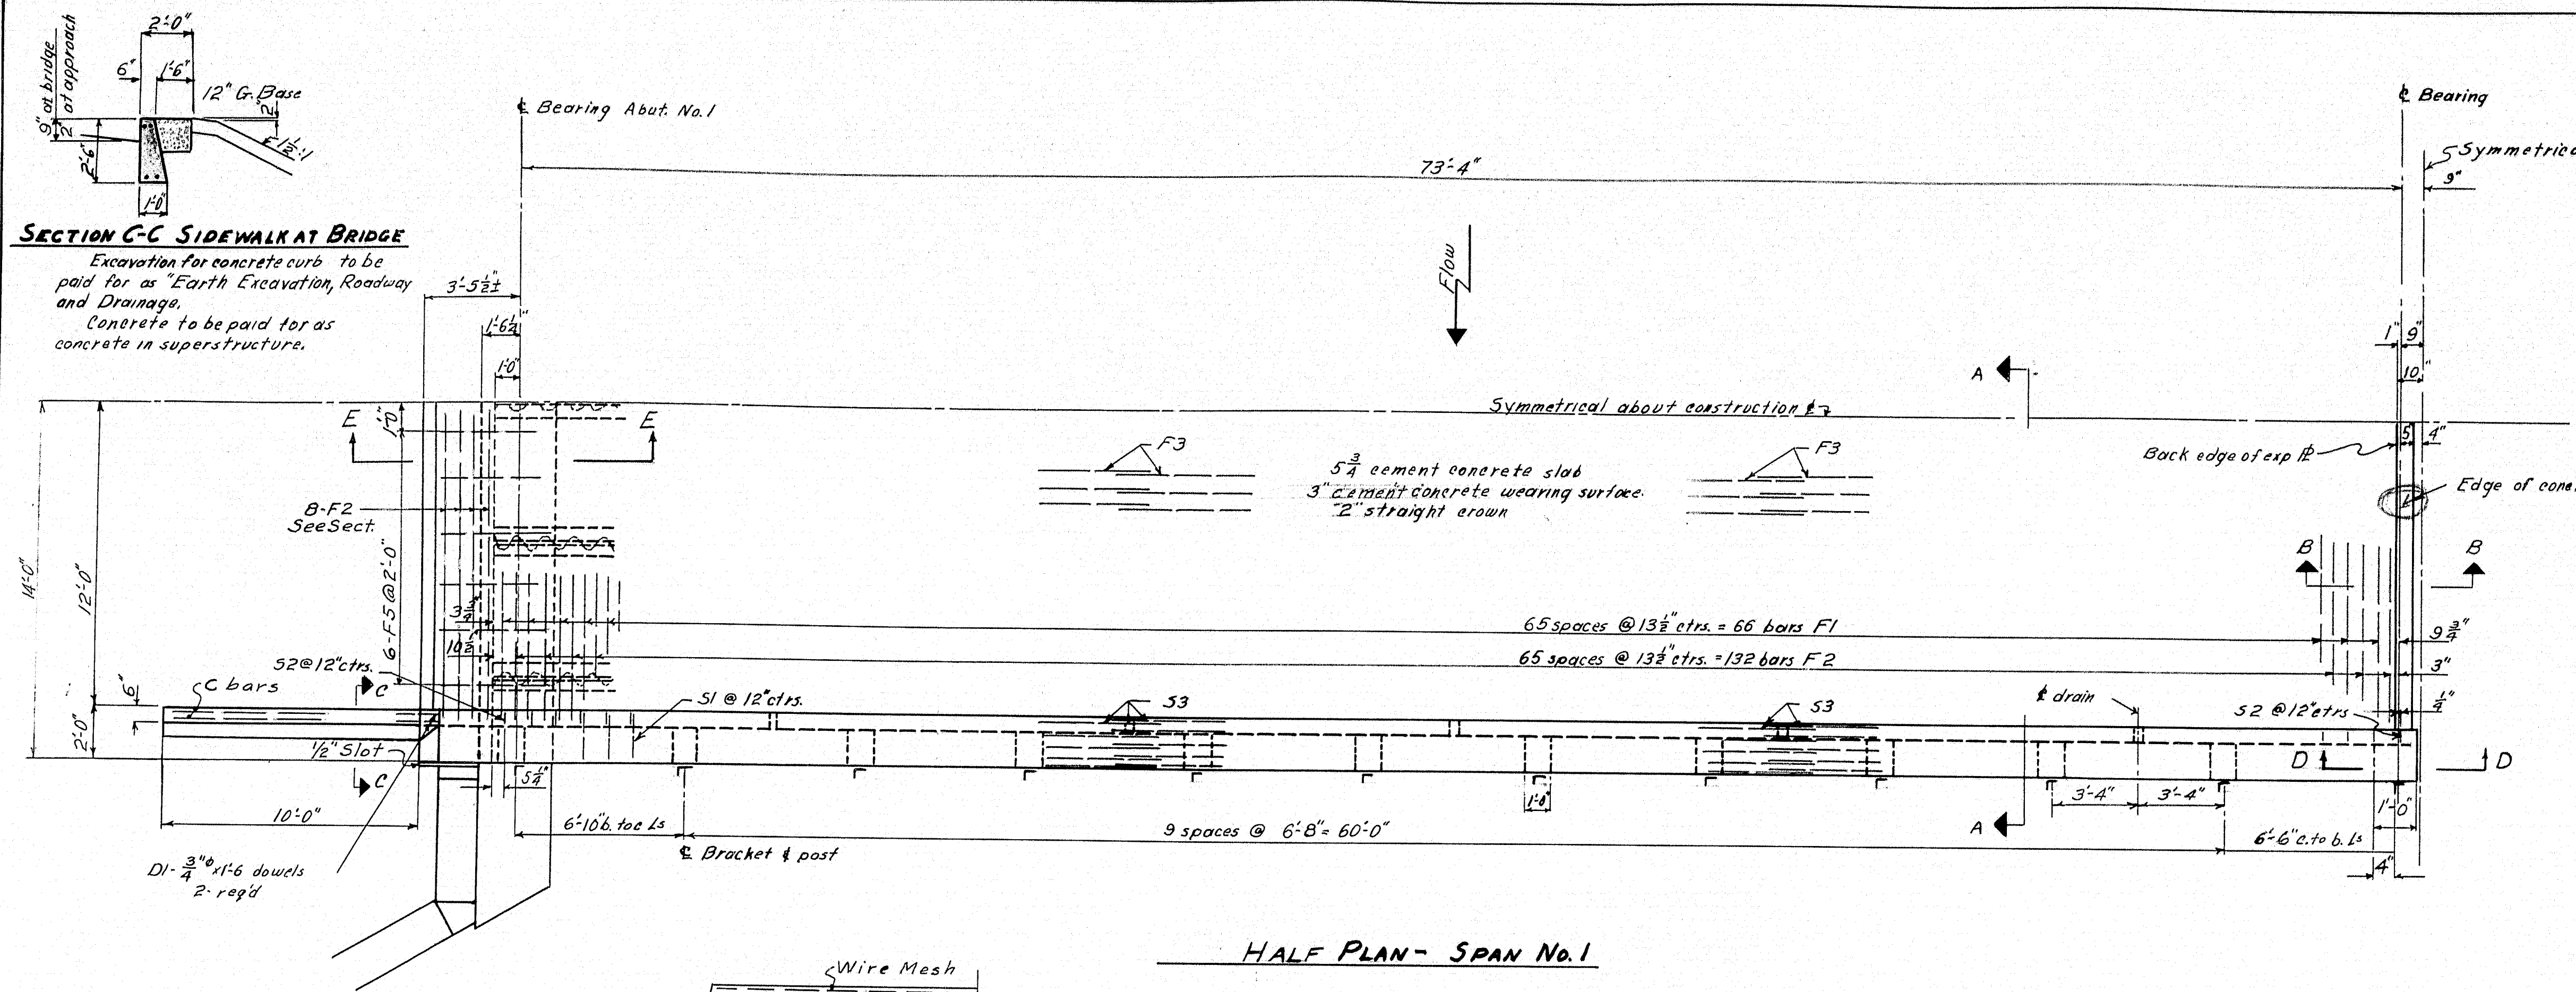 2'-0"
6"
1'-6"
12" G. Base
2"
9" at bridge
2" at approach
2'-6"
1½:1
1'-0"
SECTION C-C SIDEWALK AT BRIDGE
Excavation for concrete curb to be
paid for as "Earth Excavation, Roadway
and Drainage.
Concrete to be paid for as
concrete in superstructure.
℄ Bearing Abut. No. 1
73'-4"
℄ Bearing
Symmetrica
9"
Flow
3'-5½"±
1'-6¼"
1'-0"
1" 9"
10"
A
Symmetrical about construction ℄
E
E
1'-0"
F3
F3
5¾ cement concrete slab
3" cement concrete wearing surface.
2" straight crown
5" 4"
Back edge of exp ℙ
Edge of conc.
8-F2
See Sect.
14'-0"
12'-0"
6-F5 @ 2'-0"
B
B
3¾"
65 spaces @ 13½" ctrs. = 66 bars F1
9¾"
10½"
65 spaces @ 13½" ctrs. = 132 bars F2
3"
S2 @ 12" ctrs.
C bars
C
6"
S1 @ 12" ctrs.
S3
S3
℄ drain
S2 @ 12" ctrs
¼"
2'-0"
1/2" Slot
C
5¼"
D
D
10'-0"
6'-10" b. to c Ls
9 spaces @ 6'-8" = 60'-0"
1'-0"
3'-4"
3'-4"
1'-0"
A
6'-6" c. to b. Ls
4"
℄ Bracket & post
D1- ¾"ᶲ x 1'-6 dowels
2- req'd
HALF PLAN- SPAN No. 1
Wire Mesh